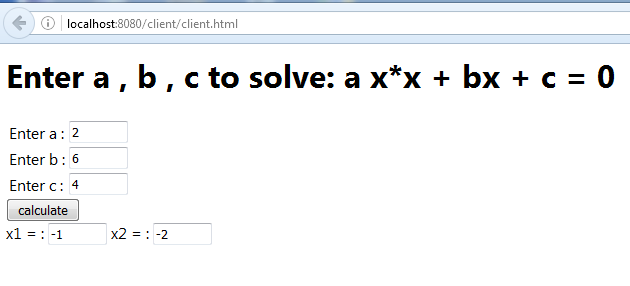 localhost:8080/client/client.html
Enter a , b , c to solve: a x*x + bx + c = 0
Enter a : 2
Enter b : 6
Enter c : 4
calculate
x1 = : -1 x2 = : -2